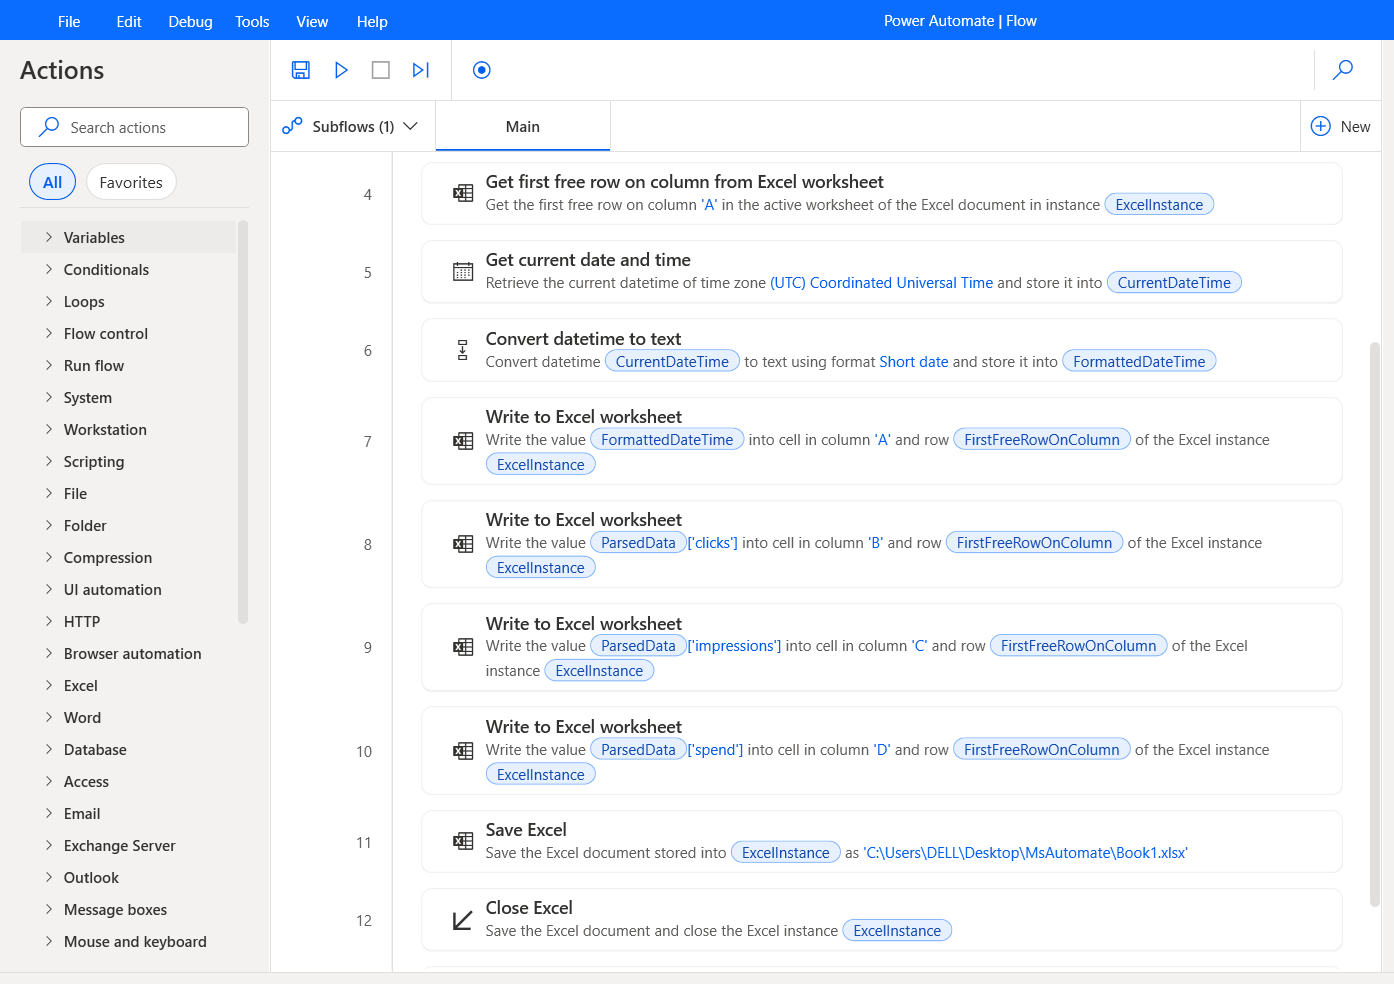 File Edit Debug Tools View Help Power Automate | Flow
Actions
Search actions
All Favorites
Variables
Conditionals
Loops
Flow control
Run flow
System
Workstation
Scripting
File
Folder
Compression
UI automation
HTTP
Browser automation
Excel
Word
Database
Access
Email
Exchange Server
Outlook
Message boxes
Mouse and keyboard
Subflows (1) Main New
4
Get first free row on column from Excel worksheet
Get the first free row on column 'A' in the active worksheet of the Excel document in instance ExcelInstance
5
Get current date and time
Retrieve the current datetime of time zone (UTC) Coordinated Universal Time and store it into CurrentDateTime
6
Convert datetime to text
Convert datetime CurrentDateTime to text using format Short date and store it into FormattedDateTime
7
Write to Excel worksheet
Write the value FormattedDateTime into cell in column 'A' and row FirstFreeRowOnColumn of the Excel instance
ExcelInstance
8
Write to Excel worksheet
Write the value ParsedData ['clicks'] into cell in column 'B' and row FirstFreeRowOnColumn of the Excel instance
ExcelInstance
9
Write to Excel worksheet
Write the value ParsedData ['impressions'] into cell in column 'C' and row FirstFreeRowOnColumn of the Excel
instance ExcelInstance
10
Write to Excel worksheet
Write the value ParsedData ['spend'] into cell in column 'D' and row FirstFreeRowOnColumn of the Excel instance
ExcelInstance
11
Save Excel
Save the Excel document stored into ExcelInstance as 'C:\Users\DELL\Desktop\MsAutomate\Book1.xlsx'
12
Close Excel
Save the Excel document and close the Excel instance ExcelInstance